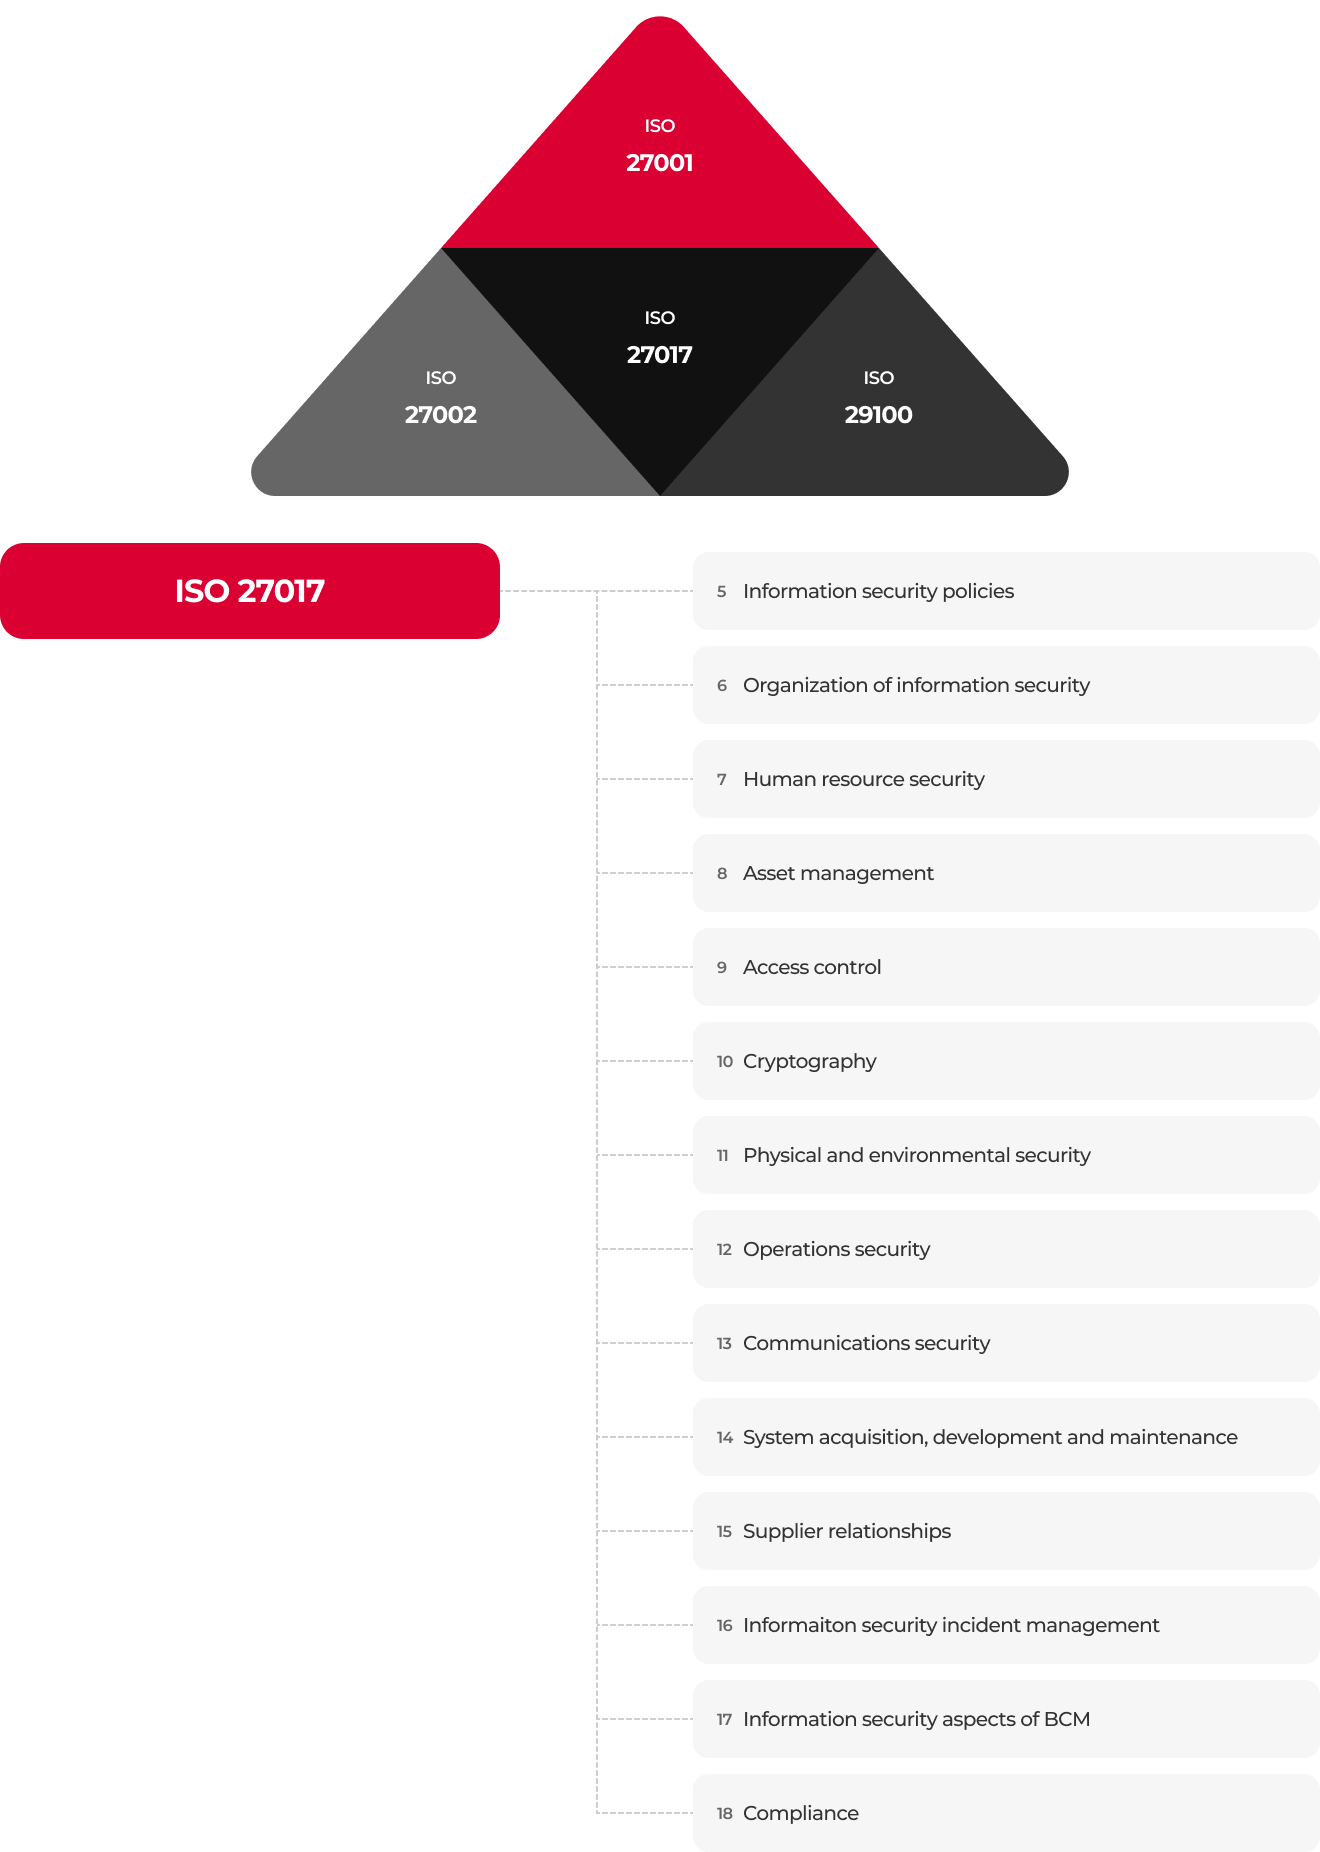 ISO
27001
ISO
27017
ISO
27002
ISO
29100
ISO 27017
5 Information security policies
6 Organization of information security
7 Human resource security
8 Asset management
9 Access control
10 Cryptography
11 Physical and environmental security
12 Operations security
13 Communications security
14 System acquisition, development and maintenance
15 Supplier relationships
16 Informaiton security incident management
17 Information security aspects of BCM
18 Compliance